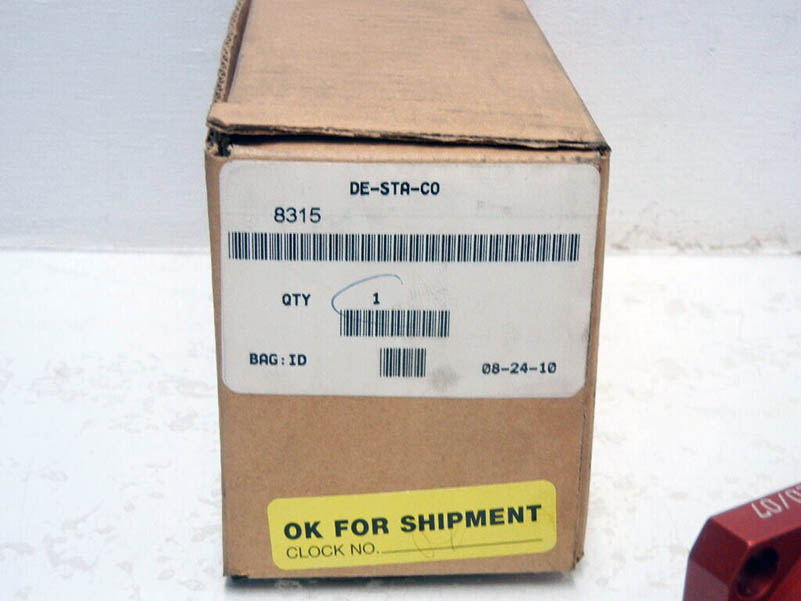 DE-STA-CO
8315
QTY 1
BAG:ID 08-24-10
OK FOR SHIPMENT
CLOCK NO.